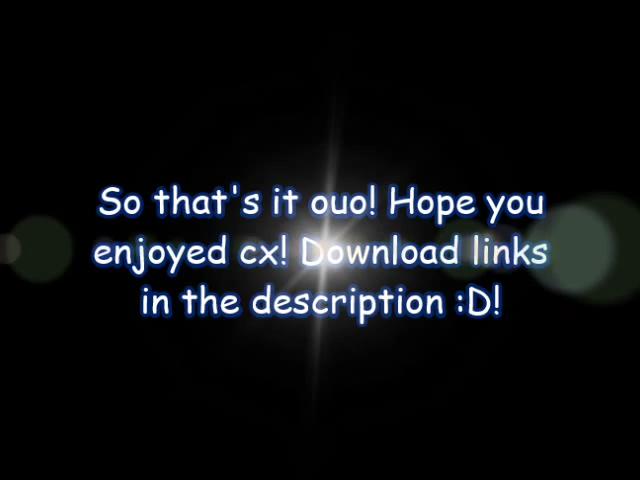 So that's it ouo! Hope you
enjoyed cx! Download links
in the description :D!